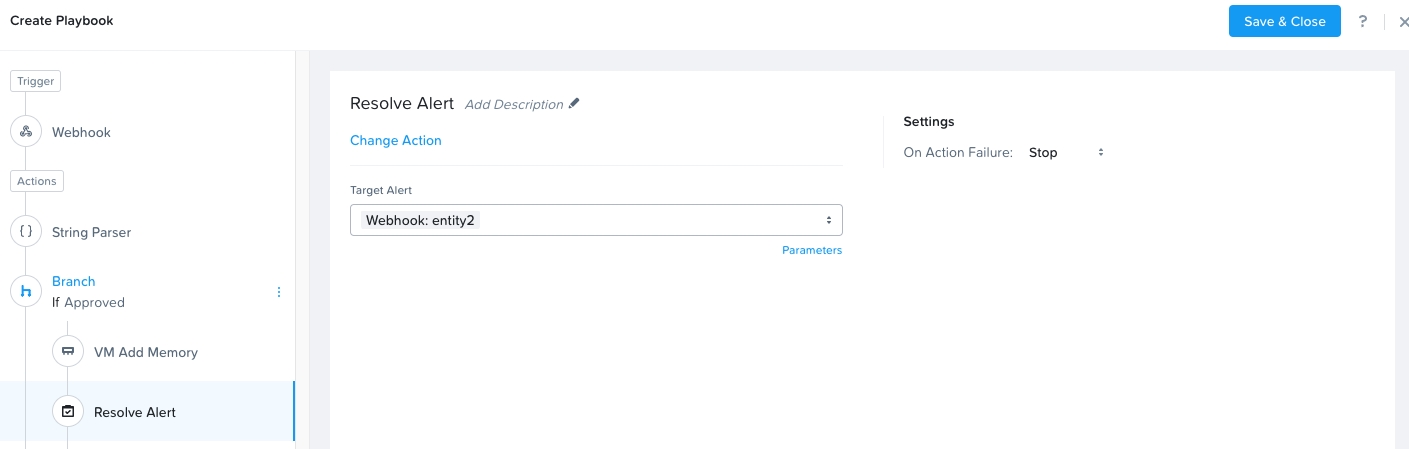 Create Playbook
Save & Close
?
Trigger
Webhook
Actions
String Parser
Branch
If Approved
VM Add Memory
Resolve Alert
Resolve Alert Add Description
Change Action
Target Alert
Webhook: entity2
Parameters
Settings
On Action Failure: Stop